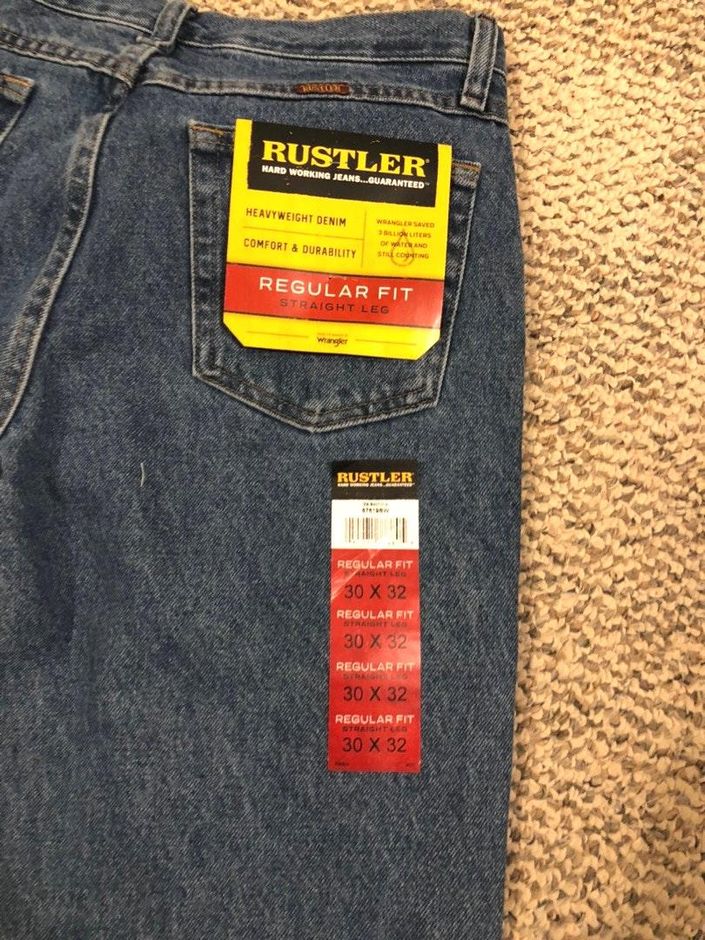 RUSTLER
RUSTLER
HARD WORKING JEANS...GUARANTEED™
HEAVYWEIGHT DENIM
COMFORT & DURABILITY
WRANGLER SAVED
3 BILLION LITERS
OF WATER AND
STILL COUNTING
REGULAR FIT
STRAIGHT LEG
Wrangler
RUSTLER
HARD WORKING JEANS...GUARANTEED
REGULAR FIT
STRAIGHT LEG
30 X 32
REGULAR FIT
STRAIGHT LEG
30 X 32
REGULAR FIT
STRAIGHT LEG
30 X 32
REGULAR FIT
STRAIGHT LEG
30 X 32